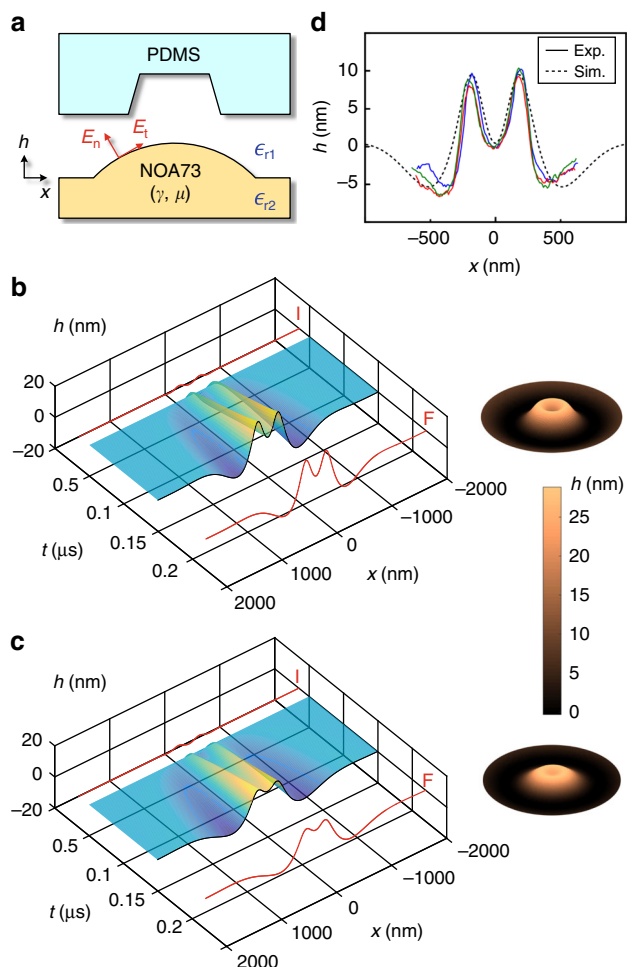 a
PDMS
h
x
Eₙ
Eₜ
ϵᵣ₁
NOA73
(γ, μ)
ϵᵣ₂
d
Exp.
Sim.
h (nm)
10
5
0
−5
−500
0
500
x (nm)
b
h (nm)
20
0
−20
0.5
0.1
0.15
0.2
t (μs)
2000
1000
0
−1000
−2000
x (nm)
I
F
h (nm)
25
20
15
10
5
0
c
h (nm)
20
0
−20
0.5
0.1
0.15
0.2
t (μs)
2000
1000
0
−1000
−2000
x (nm)
I
F